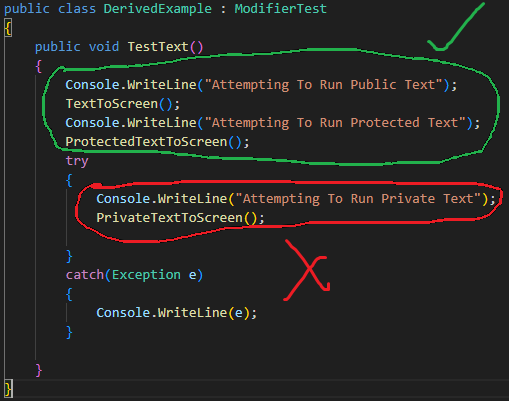 public class DerivedExample : ModifierTest
{
public void TestText()
{
Console.WriteLine("Attempting To Run Public Text");
TextToScreen();
Console.WriteLine("Attempting To Run Protected Text");
ProtectedTextToScreen();
try
{
Console.WriteLine("Attempting To Run Private Text");
PrivateTextToScreen();
}
catch(Exception e)
{
Console.WriteLine(e);
}
}
}